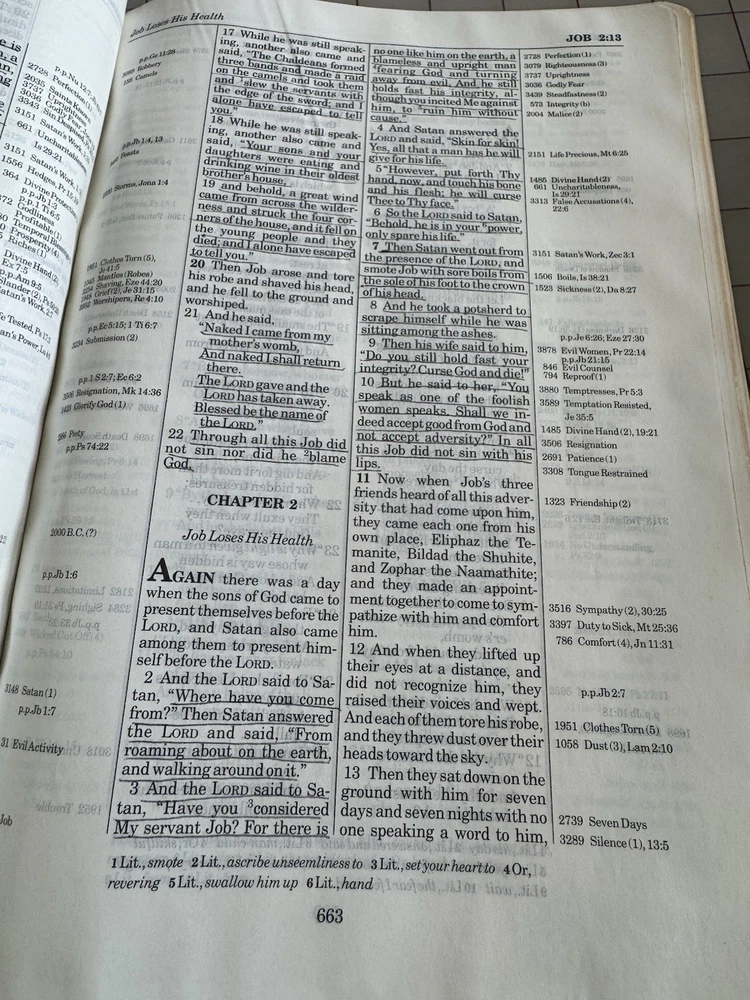 Job Loses His Health
JOB 2:13
17 While he was still speak-
ing, another also came and
said, "The Chaldeans formed
three bands and made a raid
on the camels and took them
and ¹slew the servants with
the edge of the sword; and I
alone have escaped to tell
you."
18 While he was still speak-
ing, another also came and
said, "Your sons and your
daughters were eating and
drinking wine in their oldest
brother's house,
19 and behold, a great wind
came from across the wilder-
ness and struck the four cor-
ners of the house, and it fell on
the young people and they
died; and I alone have escaped
to tell you."
20 Then Job arose and tore
his robe and shaved his head,
and he fell to the ground and
worshiped.
21 And he said,
"Naked I came from my
mother's womb,
And naked I shall return
there.
The LORD gave and the
LORD has taken away.
Blessed be the name of
the LORD."
22 Through all this Job did
not sin nor did he ²blame
God.
CHAPTER 2
Job Loses His Health
AGAIN there was a day
when the sons of God came to
present themselves before the
LORD, and Satan also came
among them to present him-
self before the LORD.
2 And the LORD said to Sa-
tan, "Where have you come
from?" Then Satan answered
the LORD and said, "From
roaming about on the earth,
and walking around on it."
3 And the LORD said to Sa-
tan, "Have you ³considered
My servant Job? For there is
no one like him on the earth, a
blameless and upright man
⁴fearing God and turning
away from evil. And he still
holds fast his integrity, al-
though you incited Me against
him, to ⁵ruin him without
cause."
4 And Satan answered the
LORD and said, "Skin for skin!
Yes, all that a man has he will
give for his life.
5 "However, put forth Thy
hand, now, and touch his bone
and his flesh; he will curse
Thee to Thy face."
6 So the LORD said to Satan,
"Behold, he is in your ⁶power,
only spare his life."
7 Then Satan went out from
the presence of the LORD, and
smote Job with sore boils from
the sole of his foot to the crown
of his head.
8 And he took a potsherd to
scrape himself while he was
sitting among the ashes.
9 Then his wife said to him,
"Do you still hold fast your
integrity? Curse God and die!"
10 But he said to her, "You
speak as one of the foolish
women speaks. Shall we in-
deed accept good from God and
not accept adversity?" In all
this Job did not sin with his
lips.
11 Now when Job's three
friends heard of all this adver-
sity that had come upon him,
they came each one from his
own place, Eliphaz the Te-
manite, Bildad the Shuhite,
and Zophar the Naamathite;
and they made an appoint-
ment together to come to sym-
pathize with him and comfort
him.
12 And when they lifted up
their eyes at a distance, and
did not recognize him, they
raised their voices and wept.
And each of them tore his robe,
and they threw dust over their
heads toward the sky.
13 Then they sat down on the
ground with him for seven
days and seven nights with no
one speaking a word to him,
p.p.Ge 11:28
Robbery
Camels
p.p.Jb 1:4, 13
Feasts
Storms, Jona 1:4
Clothes Torn (5),
Je 41:5
Mantles (Robes)
Shaving, Eze 44:20
Grief (2), Je 31:15
Worshipers, Re 4:10
p.p.Ec 5:15; 1 Ti 6:7
Submission (2)
p.p.1 S 2:7; Ec 6:2
Resignation, Mk 14:36
Glorify God (1)
Piety
p.p.Ps 74:22
2000 B.C. (?)
p.p.Jb 1:6
3148 Satan (1)
p.p.Jb 1:7
31 Evil Activity
Job
2728 Perfection (1)
3079 Righteousness (3)
3737 Uprightness
3036 Godly Fear
3439 Steadfastness (2)
573 Integrity (b)
2004 Malice (2)
2151 Life Precious, Mt 6:25
1485 Divine Hand (2)
661 Uncharitableness,
Is 29:21
3313 False Accusations (4),
22:6
3151 Satan's Work, Zec 3:1
1506 Boils, Is 38:21
1523 Sickness (2), Da 8:27
p.p.Je 6:26; Eze 27:30
3878 Evil Women, Pr 22:14
p.p.Jb 21:15
846 Evil Counsel
794 Reproof (1)
3880 Temptresses, Pr 5:3
3589 Temptation Resisted,
Je 35:5
1485 Divine Hand (2), 19:21
3506 Resignation
2691 Patience (1)
3308 Tongue Restrained
1323 Friendship (2)
3516 Sympathy (2), 30:25
3397 Duty to Sick, Mt 25:36
786 Comfort (4), Jn 11:31
p.p.Jb 2:7
1951 Clothes Torn (5)
1058 Dust (3), Lam 2:10
2739 Seven Days
3289 Silence (1), 13:5
1 Lit., smote 2 Lit., ascribe unseemliness to 3 Lit., set your heart to 4 Or,
revering 5 Lit., swallow him up 6 Lit., hand
663